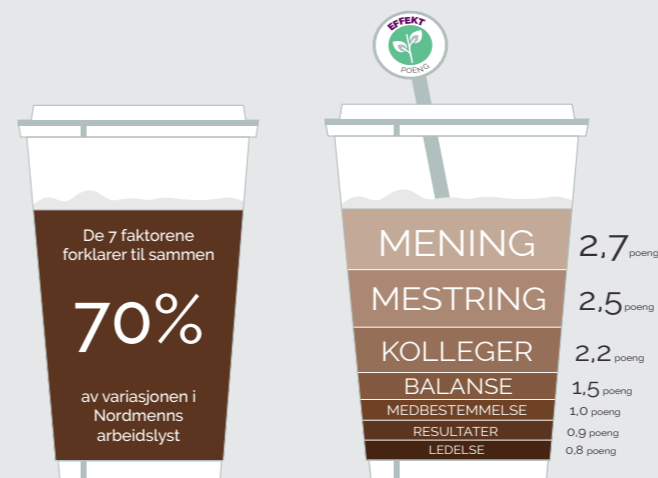 De 7 faktorene
forklarer til sammen
70%
av variasjonen i
Nordmenns
arbeidslyst
EFFEKT
POENG
MENING 2,7 poeng
MESTRING 2,5 poeng
KOLLEGER 2,2 poeng
BALANSE 1,5 poeng
MEDBESTEMMELSE 1,0 poeng
RESULTATER 0,9 poeng
LEDELSE 0,8 poeng